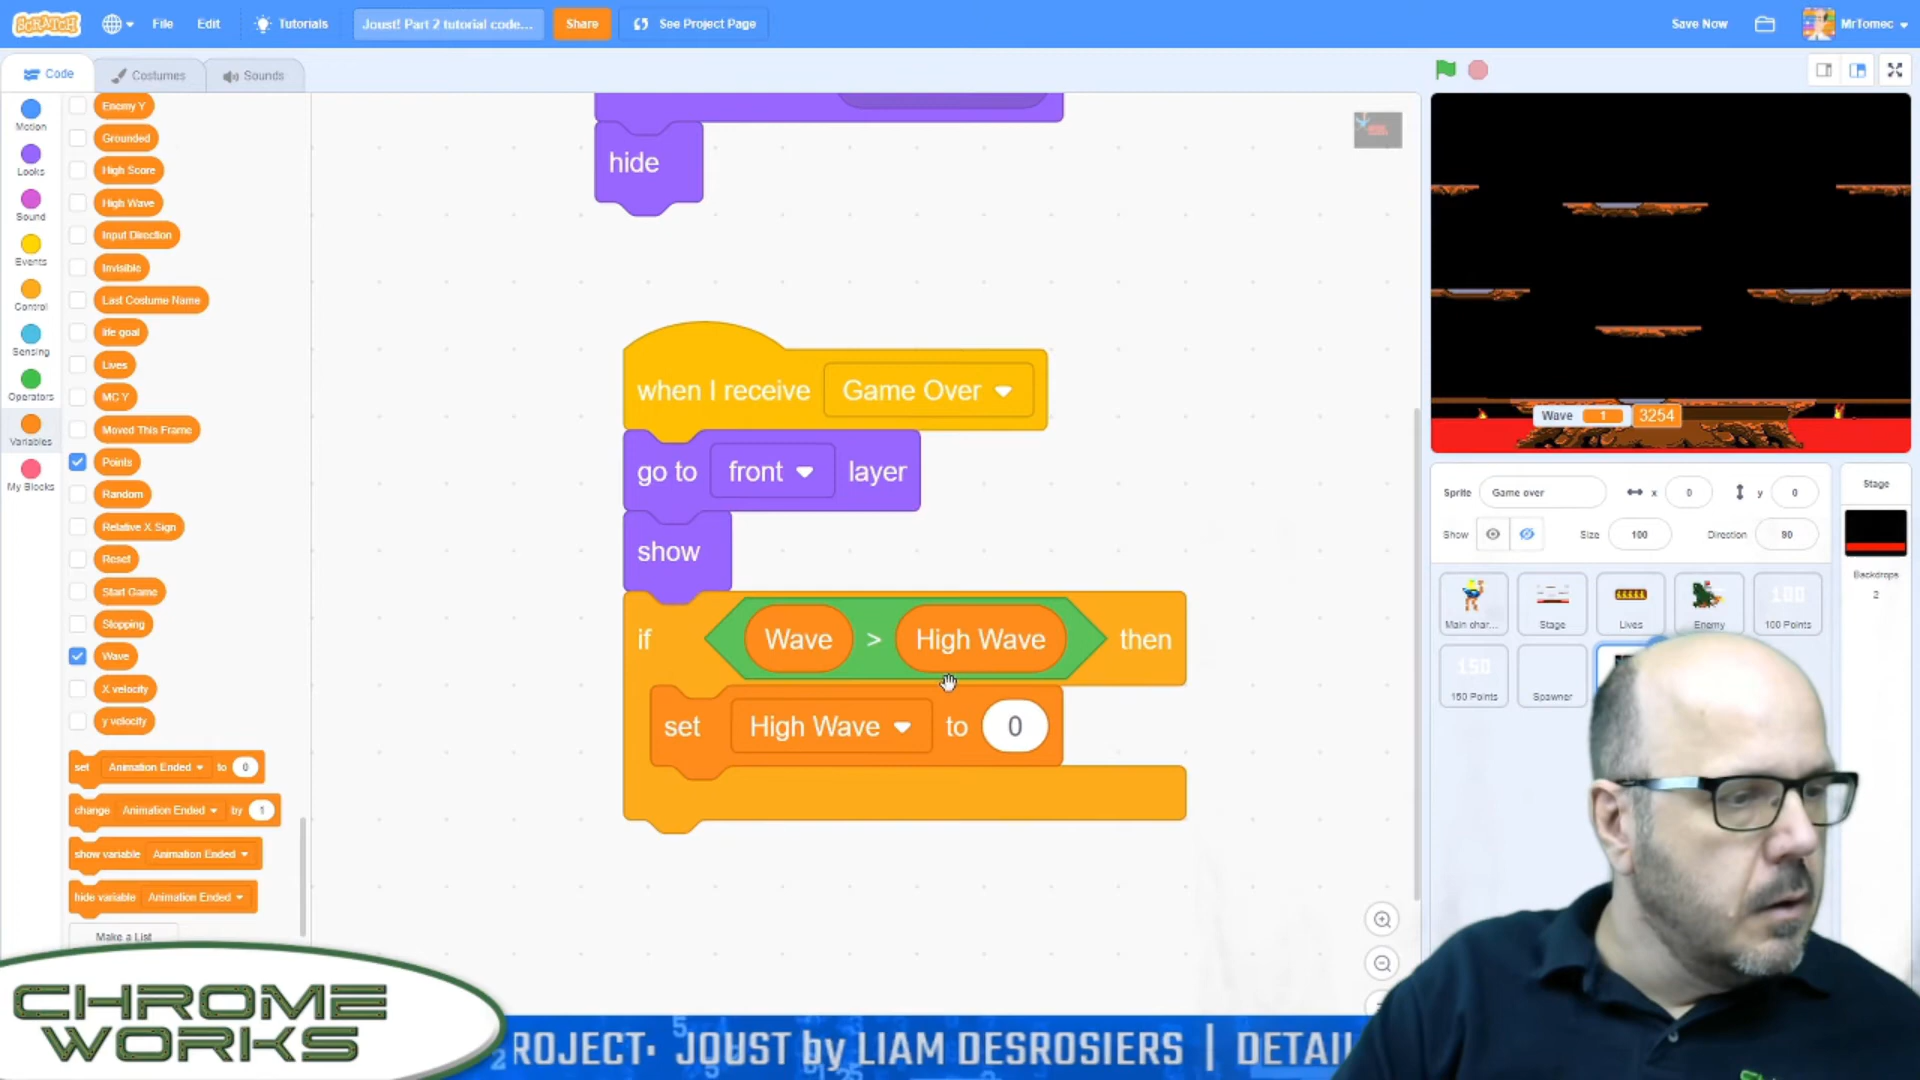 SCRATCH
File
Edit
Tutorials
Joust! Part 2 tutorial code...
Share
See Project Page
Save Now
MrTomec
Code
Costumes
Sounds
Motion
Looks
Sound
Events
Control
Sensing
Operators
Variables
My Blocks
Enemy Y
Grounded
High Score
High Wave
Input Direction
Invisible
Last Costume Name
life goal
Lives
MC Y
Moved This Frame
Points
Random
Relative X Sign
Reset
Start Game
Stopping
Wave
X velocity
y velocity
set Animation Ended to 0
change Animation Ended by 1
show variable Animation Ended
hide variable Animation Ended
Make a List
hide
when I receive Game Over
go to front layer
show
if Wave > High Wave then
set High Wave to 0
Wave 1 3254
Sprite Game over x 0 y 0
Show Size 100 Direction 90
Stage
Backdrops
2
Main char...
Stage
Lives
Enemy
100
100 Points
150
150 Points
Spawner
CHROME
WORKS
ROJECT: JOUST by LIAM DESROSIERS | DETAI